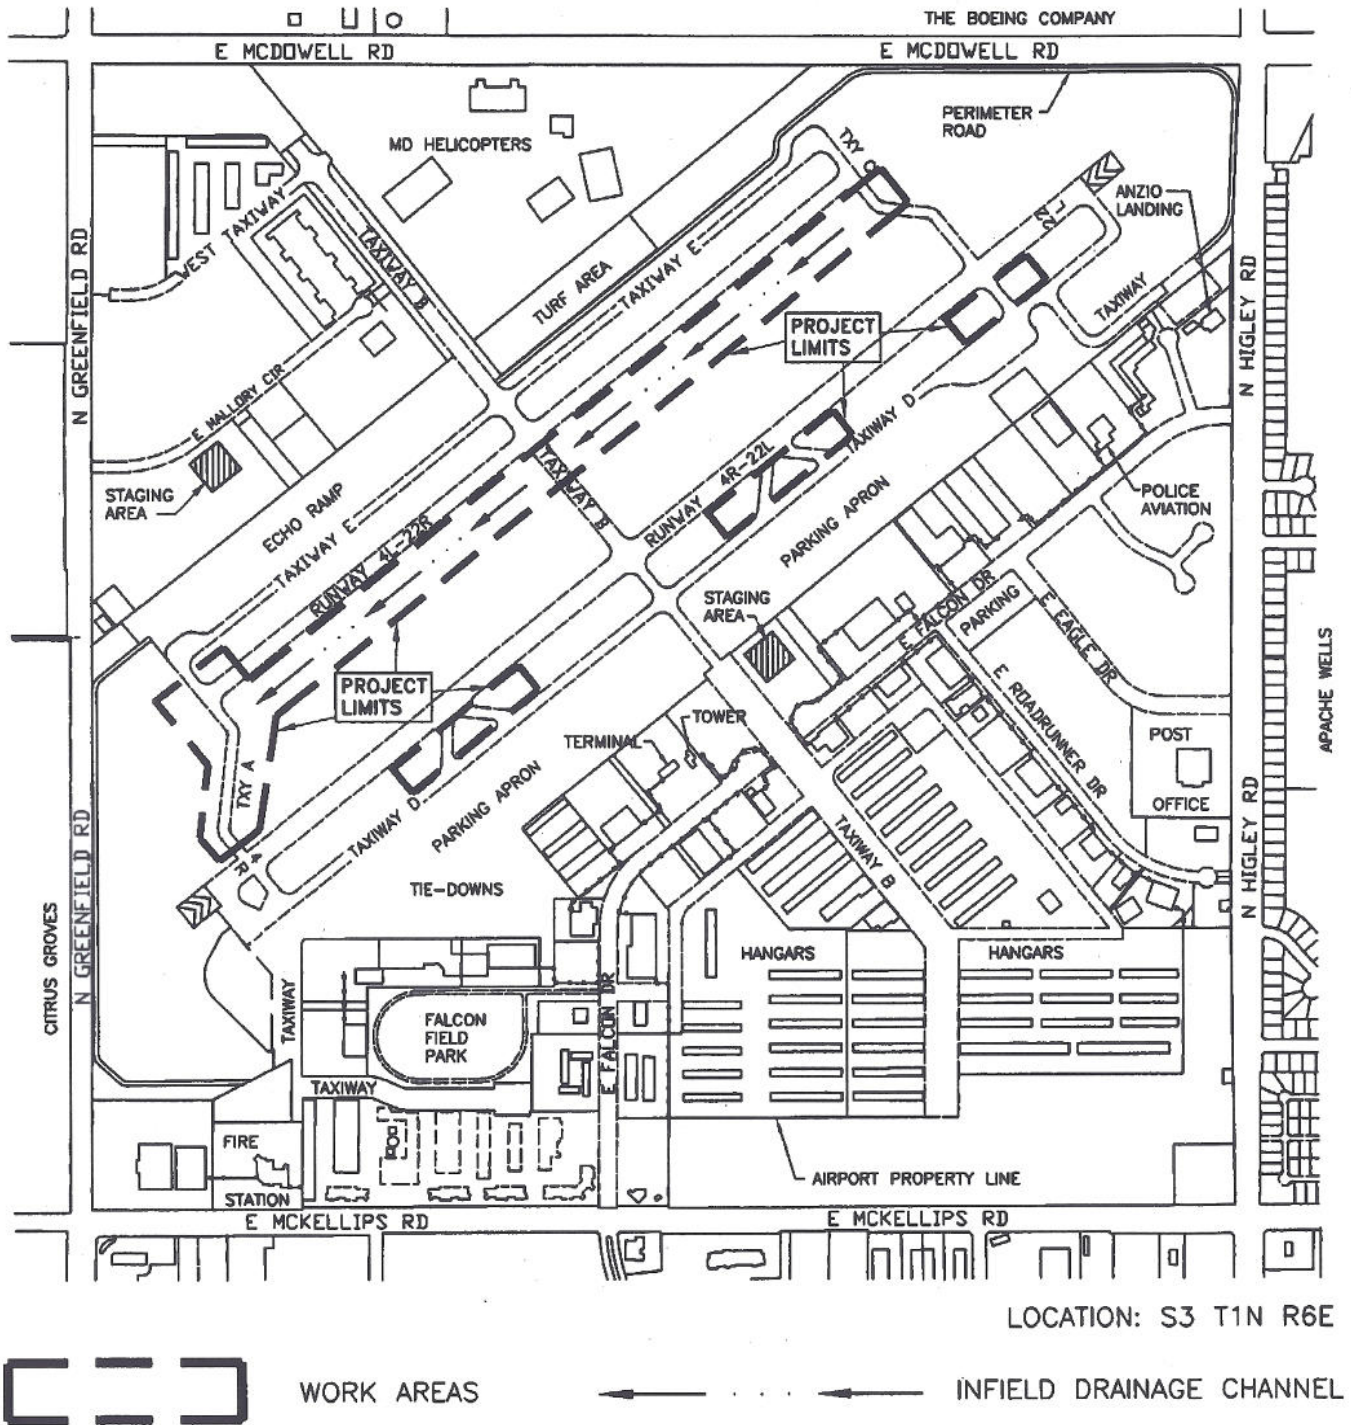 THE BOEING COMPANY
E MCDOWELL RD
E MCDOWELL RD
PERIMETER
ROAD
MD HELICOPTERS
TXY C
ANZIO
LANDING
N GREENFIELD RD
WEST TAXIWAY
TAXIWAY B
TURF AREA
TAXIWAY E
L-22
TAXIWAY
N HIGLEY RD
PROJECT
LIMITS
E MALLORY CIR
STAGING
AREA
ECHO RAMP
TAXIWAY E
RUNWAY 4L-22R
TAXIWAY B
RUNWAY 4R-22L
TAXIWAY D
PARKING APRON
POLICE
AVIATION
STAGING
AREA
E FALCON DR
PARKING
E EAGLE DR
E ROADRUNNER DR
APACHE WELLS
PROJECT
LIMITS
TOWER
TERMINAL
POST
OFFICE
TXY A
4
R
TAXIWAY D
PARKING APRON
TAXIWAY B
N HIGLEY RD
N GREENFIELD RD
CITRUS GROVES
TIE-DOWNS
HANGARS
HANGARS
TAXIWAY
FALCON
FIELD
PARK
E FALCON DR
TAXIWAY
FIRE
STATION
AIRPORT PROPERTY LINE
E MCKELLIPS RD
E MCKELLIPS RD
LOCATION: S3 T1N R6E
WORK AREAS
INFIELD DRAINAGE CHANNEL